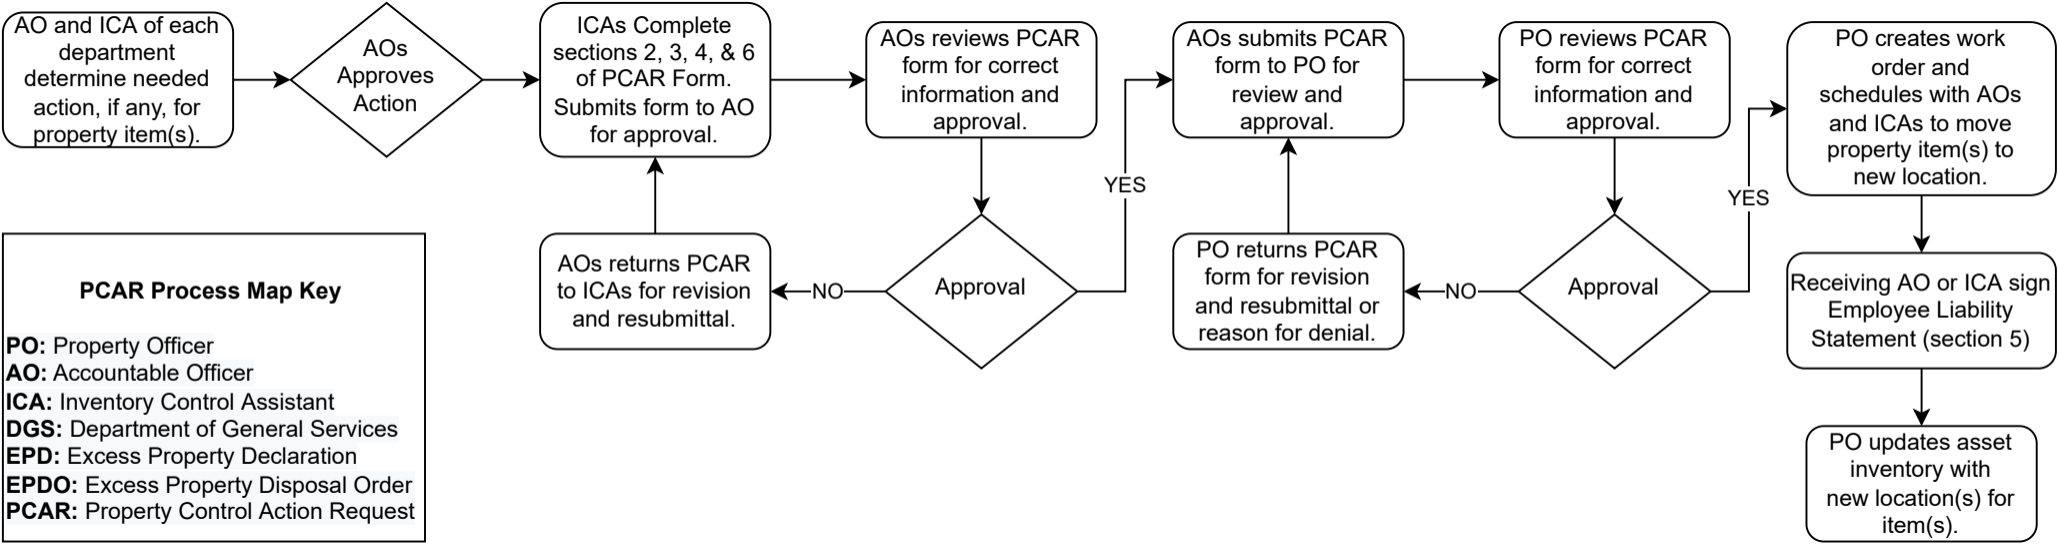 AO and ICA of each
department
determine needed
action, if any, for
property item(s).
AOs
Approves
Action
ICAs Complete
sections 2, 3, 4, & 6
of PCAR Form.
Submits form to AO
for approval.
AOs reviews PCAR
form for correct
information and
approval.
AOs submits PCAR
form to PO for
review and
approval.
PO reviews PCAR
form for correct
information and
approval.
PO creates work
order and
schedules with AOs
and ICAs to move
property item(s) to
new location.
YES
YES
AOs returns PCAR
to ICAs for revision
and resubmittal.
NO
Approval
PO returns PCAR
form for revision
and resubmittal or
reason for denial.
NO
Approval
Receiving AO or ICA sign
Employee Liability
Statement (section 5)
PO updates asset
inventory with
new location(s) for
item(s).
PCAR Process Map Key
PO: Property Officer
AO: Accountable Officer
ICA: Inventory Control Assistant
DGS: Department of General Services
EPD: Excess Property Declaration
EPDO: Excess Property Disposal Order
PCAR: Property Control Action Request